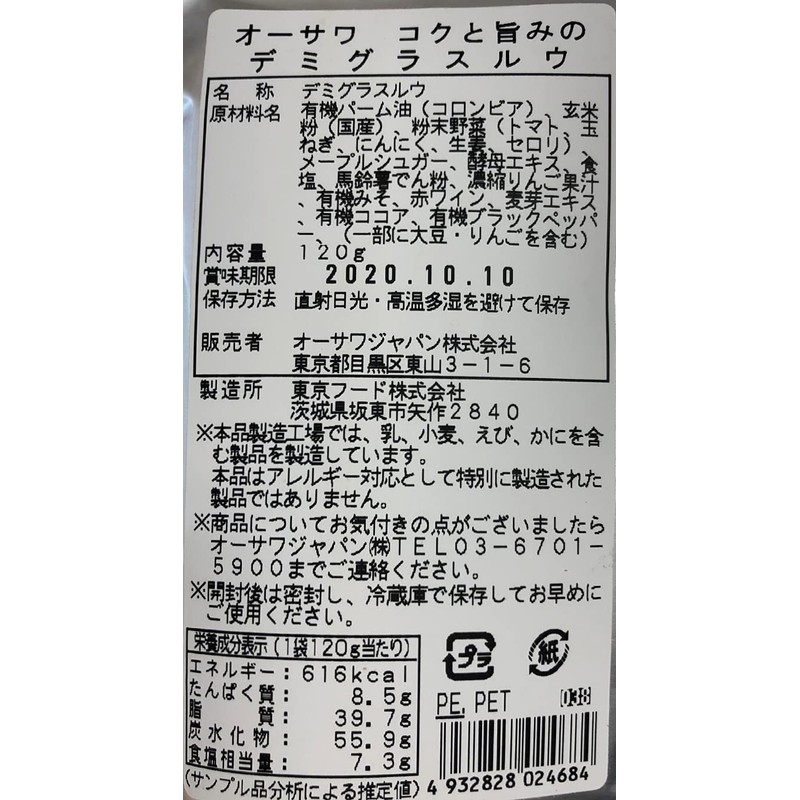 オーサワ コクと旨みの
デミグラスルウ
名称 デミグラスルウ
原材料名 有機パーム油（コロンビア）、玄米
粉（国産）、粉末野菜（トマト、玉
ねぎ、にんにく、生姜、セロリ）、
メープルシュガー、酵母エキス、食
塩、馬鈴薯でん粉、濃縮りんご果汁
、有機みそ、赤ワイン、麦芽エキス
、有機ココア、有機ブラックペッパ
ー、（一部に大豆・りんごを含む）
内容量 120g
賞味期限 2020.10.10
保存方法 直射日光・高温多湿を避けて保存
販売者 オーサワジャパン株式会社
東京都目黒区東山3-1-6
製造所 東京フード株式会社
茨城県坂東市矢作2840
※本品製造工場では、乳、小麦、えび、かにを含
む製品を製造しています。
本品はアレルギー対応として特別に製造された
製品ではありません。
※商品についてお気付きの点がございましたら
オーサワジャパン㈱TEL03-6701-
5900までご連絡ください。
※開封後は密封し、冷蔵庫で保存してお早めに
ご使用ください。
栄養成分表示（1袋120g当たり）
エネルギー：616kcal
たんぱく質：8.5g
脂質：39.7g
炭水化物：55.9g
食塩相当量：7.3g
（サンプル品分析による推定値）
プラ 紙
PE, PET 038
4 932828 024684